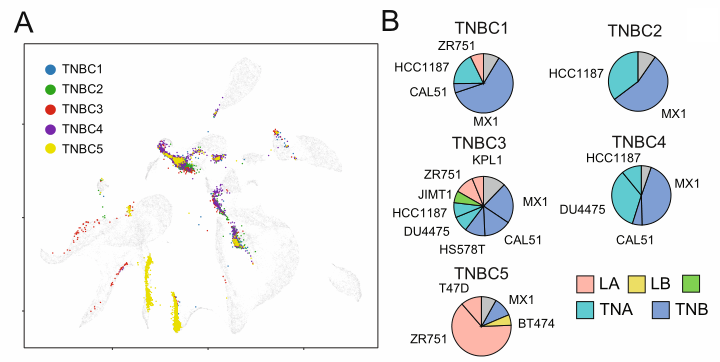 A
TNBC1
TNBC2
TNBC3
TNBC4
TNBC5
B
TNBC1
ZR751
HCC1187
CAL51
MX1
TNBC2
HCC1187
MX1
TNBC3
KPL1
ZR751
JIMT1
HCC1187
DU4475
HS578T
CAL51
MX1
TNBC4
HCC1187
MX1
DU4475
CAL51
TNBC5
T47D
MX1
BT474
ZR751
LA LB
TNA TNB